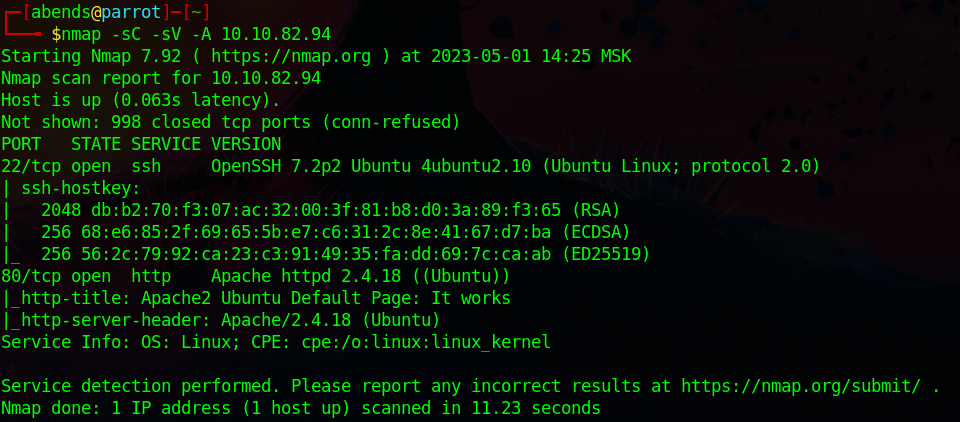 ┌─[abends@parrot]─[~]
└──╼ $nmap -sC -sV -A 10.10.82.94
Starting Nmap 7.92 ( https://nmap.org ) at 2023-05-01 14:25 MSK
Nmap scan report for 10.10.82.94
Host is up (0.063s latency).
Not shown: 998 closed tcp ports (conn-refused)
PORT   STATE SERVICE VERSION
22/tcp open  ssh     OpenSSH 7.2p2 Ubuntu 4ubuntu2.10 (Ubuntu Linux; protocol 2.0)
| ssh-hostkey:
|   2048 db:b2:70:f3:07:ac:32:00:3f:81:b8:d0:3a:89:f3:65 (RSA)
|   256 68:e6:85:2f:69:65:5b:e7:c6:31:2c:8e:41:67:d7:ba (ECDSA)
|_  256 56:2c:79:92:ca:23:c3:91:49:35:fa:dd:69:7c:ca:ab (ED25519)
80/tcp open  http    Apache httpd 2.4.18 ((Ubuntu))
|_http-title: Apache2 Ubuntu Default Page: It works
|_http-server-header: Apache/2.4.18 (Ubuntu)
Service Info: OS: Linux; CPE: cpe:/o:linux:linux_kernel
Service detection performed. Please report any incorrect results at https://nmap.org/submit/ .
Nmap done: 1 IP address (1 host up) scanned in 11.23 seconds